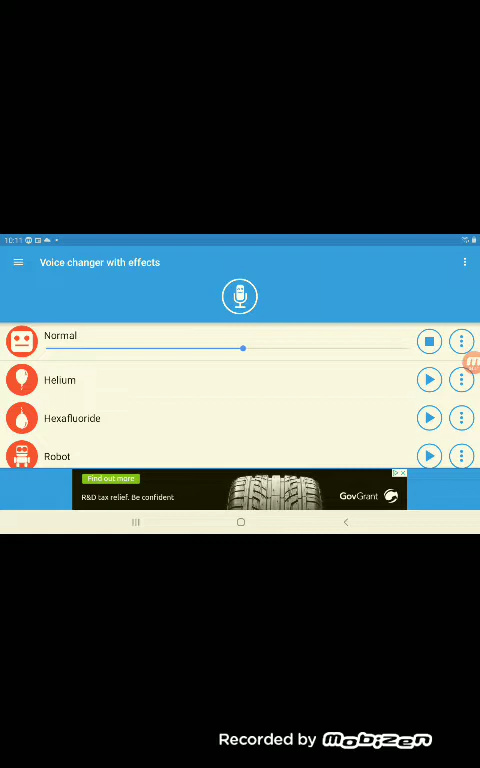 10:11
Voice changer with effects
Normal
Helium
Hexafluoride
Robot
Find out more
R&D tax relief. Be confident
GovGrant
Recorded by mobizen